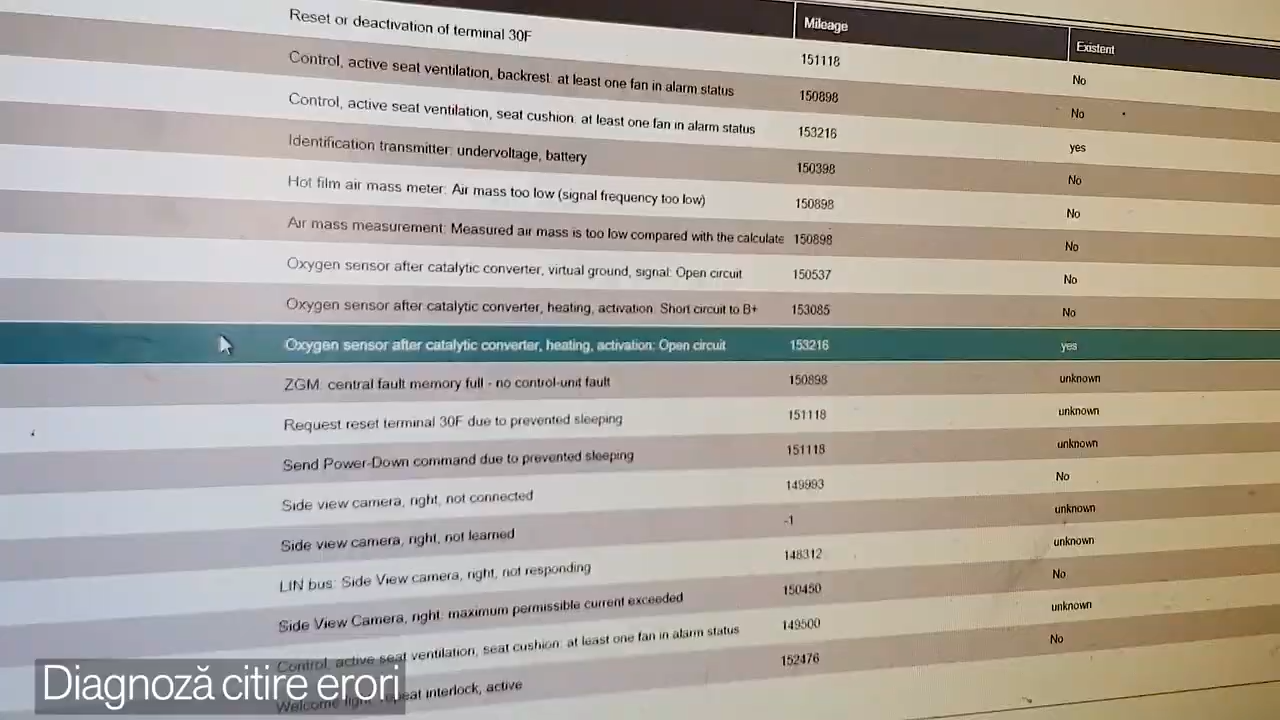 Mileage Existent
Reset or deactivation of terminal 30F 151118 No
Control, active seat ventilation, backrest: at least one fan in alarm status 150898 No
Control, active seat ventilation, seat cushion: at least one fan in alarm status 153216 yes
Identification transmitter: undervoltage, battery 150398 No
Hot film air mass meter: Air mass too low (signal frequency too low) 150898 No
Air mass measurement: Measured air mass is too low compared with the calculate 150898 No
Oxygen sensor after catalytic converter, virtual ground, signal: Open circuit 150537 No
Oxygen sensor after catalytic converter, heating, activation: Short circuit to B+ 153085 No
Oxygen sensor after catalytic converter, heating, activation: Open circuit 153216 yes
ZGM: central fault memory full - no control-unit fault 150898 unknown
Request reset terminal 30F due to prevented sleeping 151118 unknown
Send Power-Down command due to prevented sleeping 151118 unknown
Side view camera, right, not connected 149993 No
Side view camera, right, not learned -1 unknown
LIN bus: Side View camera, right, not responding 148312 unknown
Side View Camera, right: maximum permissible current exceeded 150450 No
Control, active seat ventilation, seat cushion: at least one fan in alarm status 149500 unknown
Welcome light: repeat interlock, active 152476 No
Diagnoză citire erori